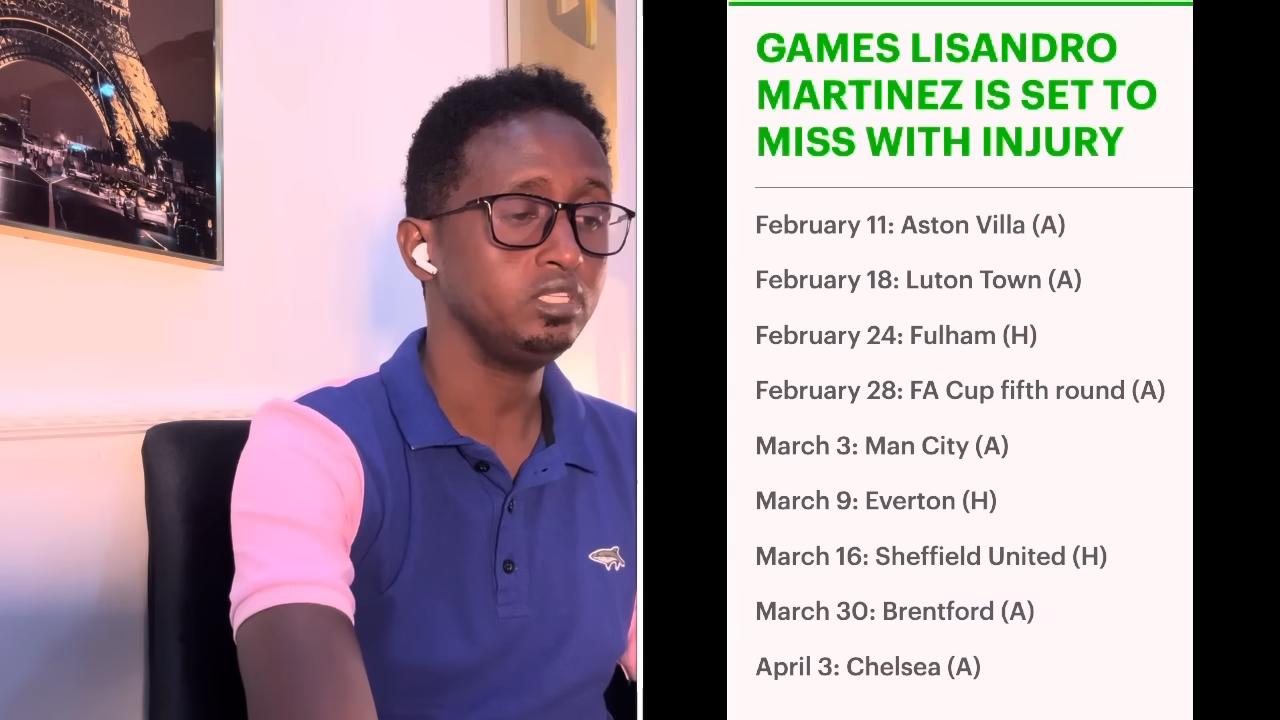 GAMES LISANDRO
MARTINEZ IS SET TO
MISS WITH INJURY
February 11: Aston Villa (A)
February 18: Luton Town (A)
February 24: Fulham (H)
February 28: FA Cup fifth round (A)
March 3: Man City (A)
March 9: Everton (H)
March 16: Sheffield United (H)
March 30: Brentford (A)
April 3: Chelsea (A)